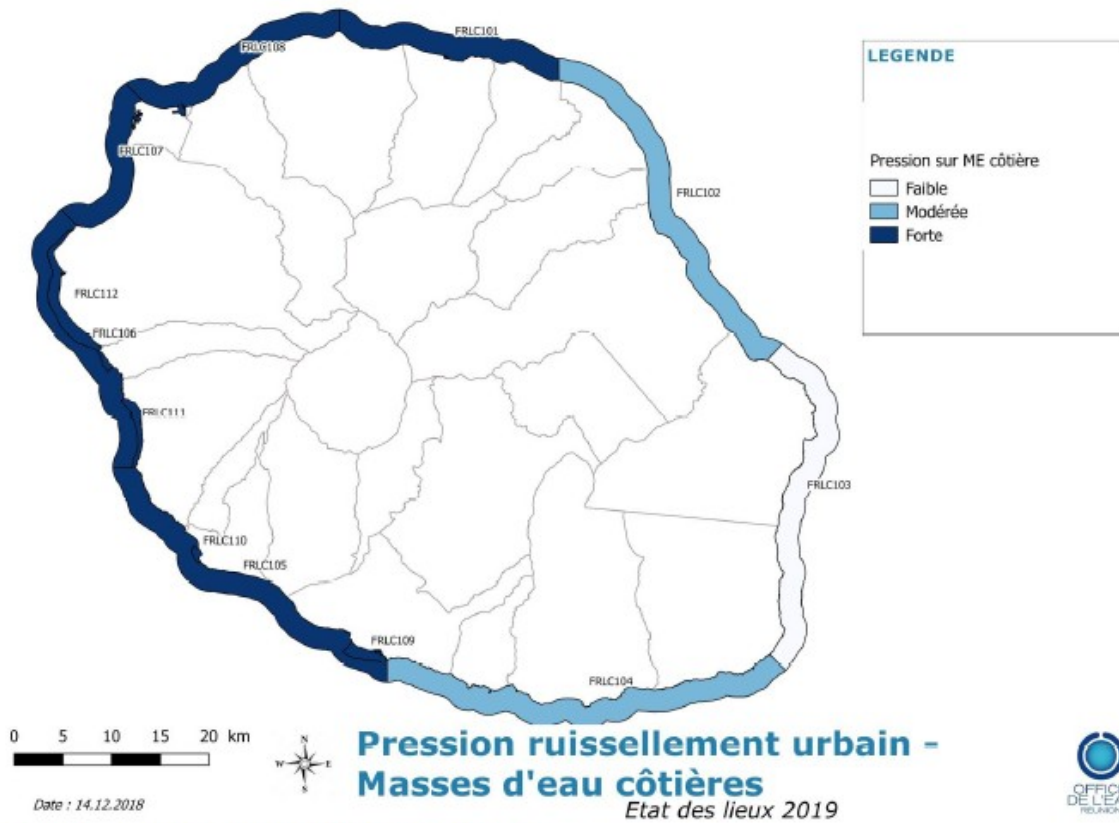 FRLC101
FRLC108
LEGENDE
FRLC107
Pression sur ME côtière
Faible
Modérée
Forte
FRLC102
FRLC112
FRLC106
FRLC111
FRLC103
FRLC110
FRLC105
FRLC109
FRLC104
0 5 10 15 20 km
N
W E
S
Pression ruissellement urbain -
Masses d'eau côtières
Etat des lieux 2019
Date : 14.12.2018
OFFICE
DE L'EAU
REUNION